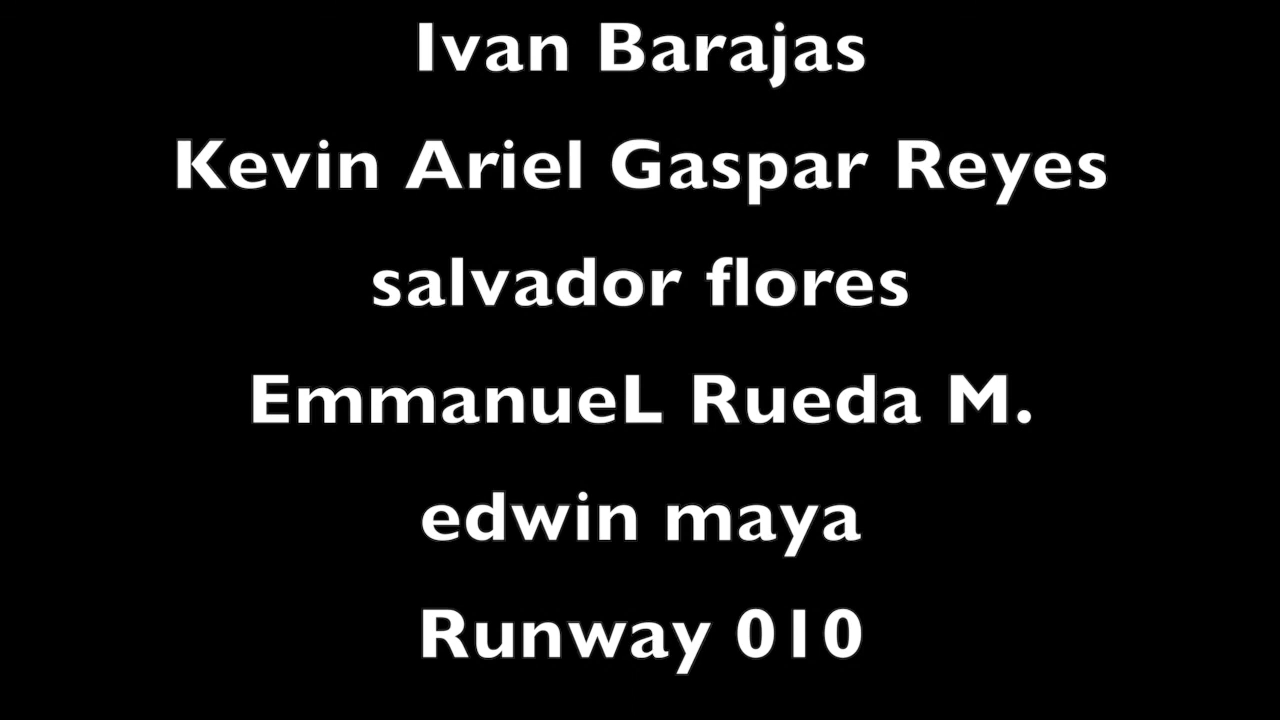 Ivan Barajas
Kevin Ariel Gaspar Reyes
salvador flores
EmmanueL Rueda M.
edwin maya
Runway 010